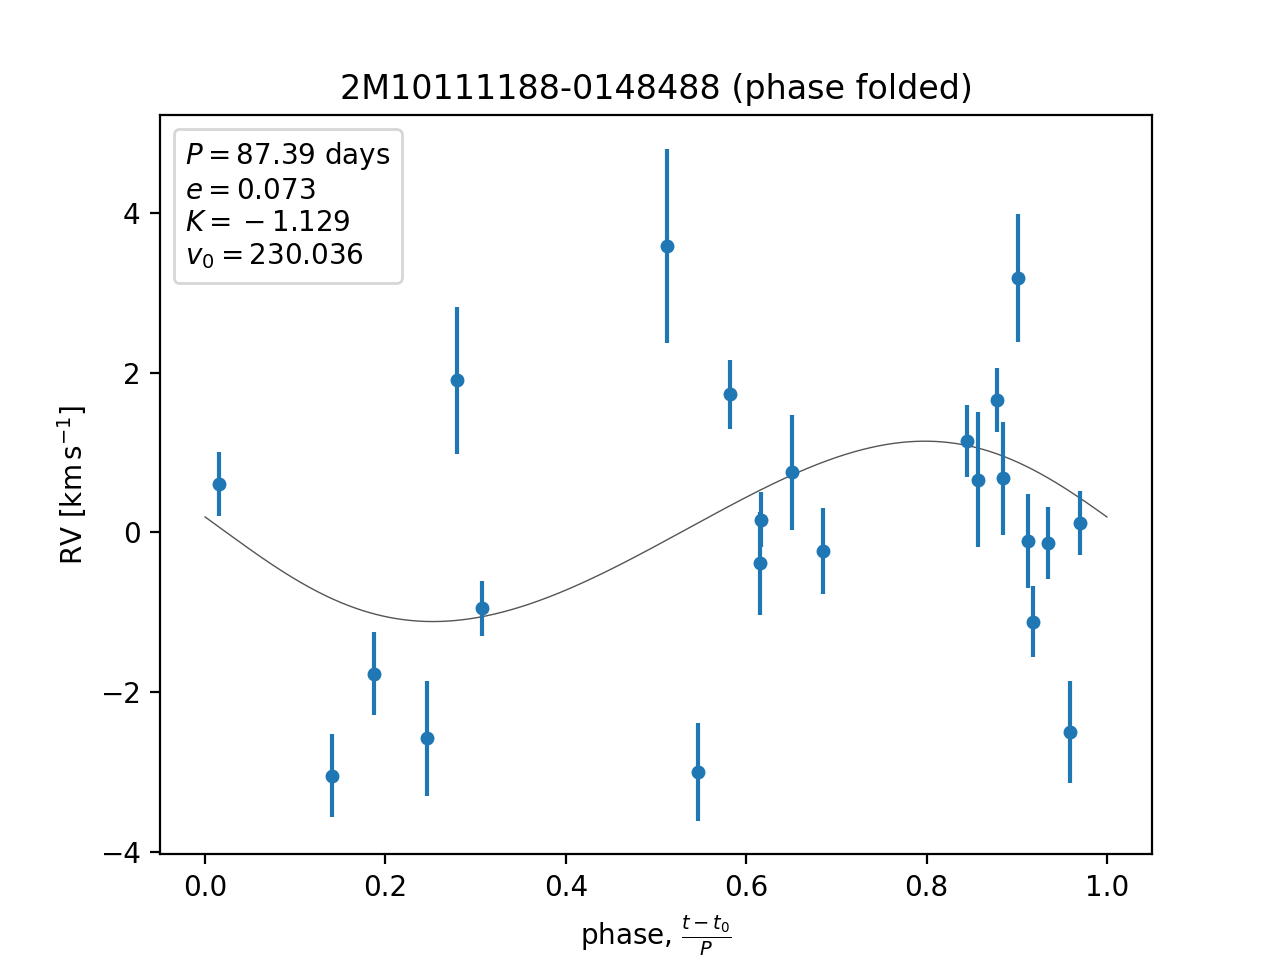 2M10111188-0148488 (phase folded)
P = 87.39 days
e = 0.073
K = −1.129
v₀ = 230.036
4
2
0
−2
−4
RV [km s⁻¹]
0.0 0.2 0.4 0.6 0.8 1.0
phase, (t − t₀)/P